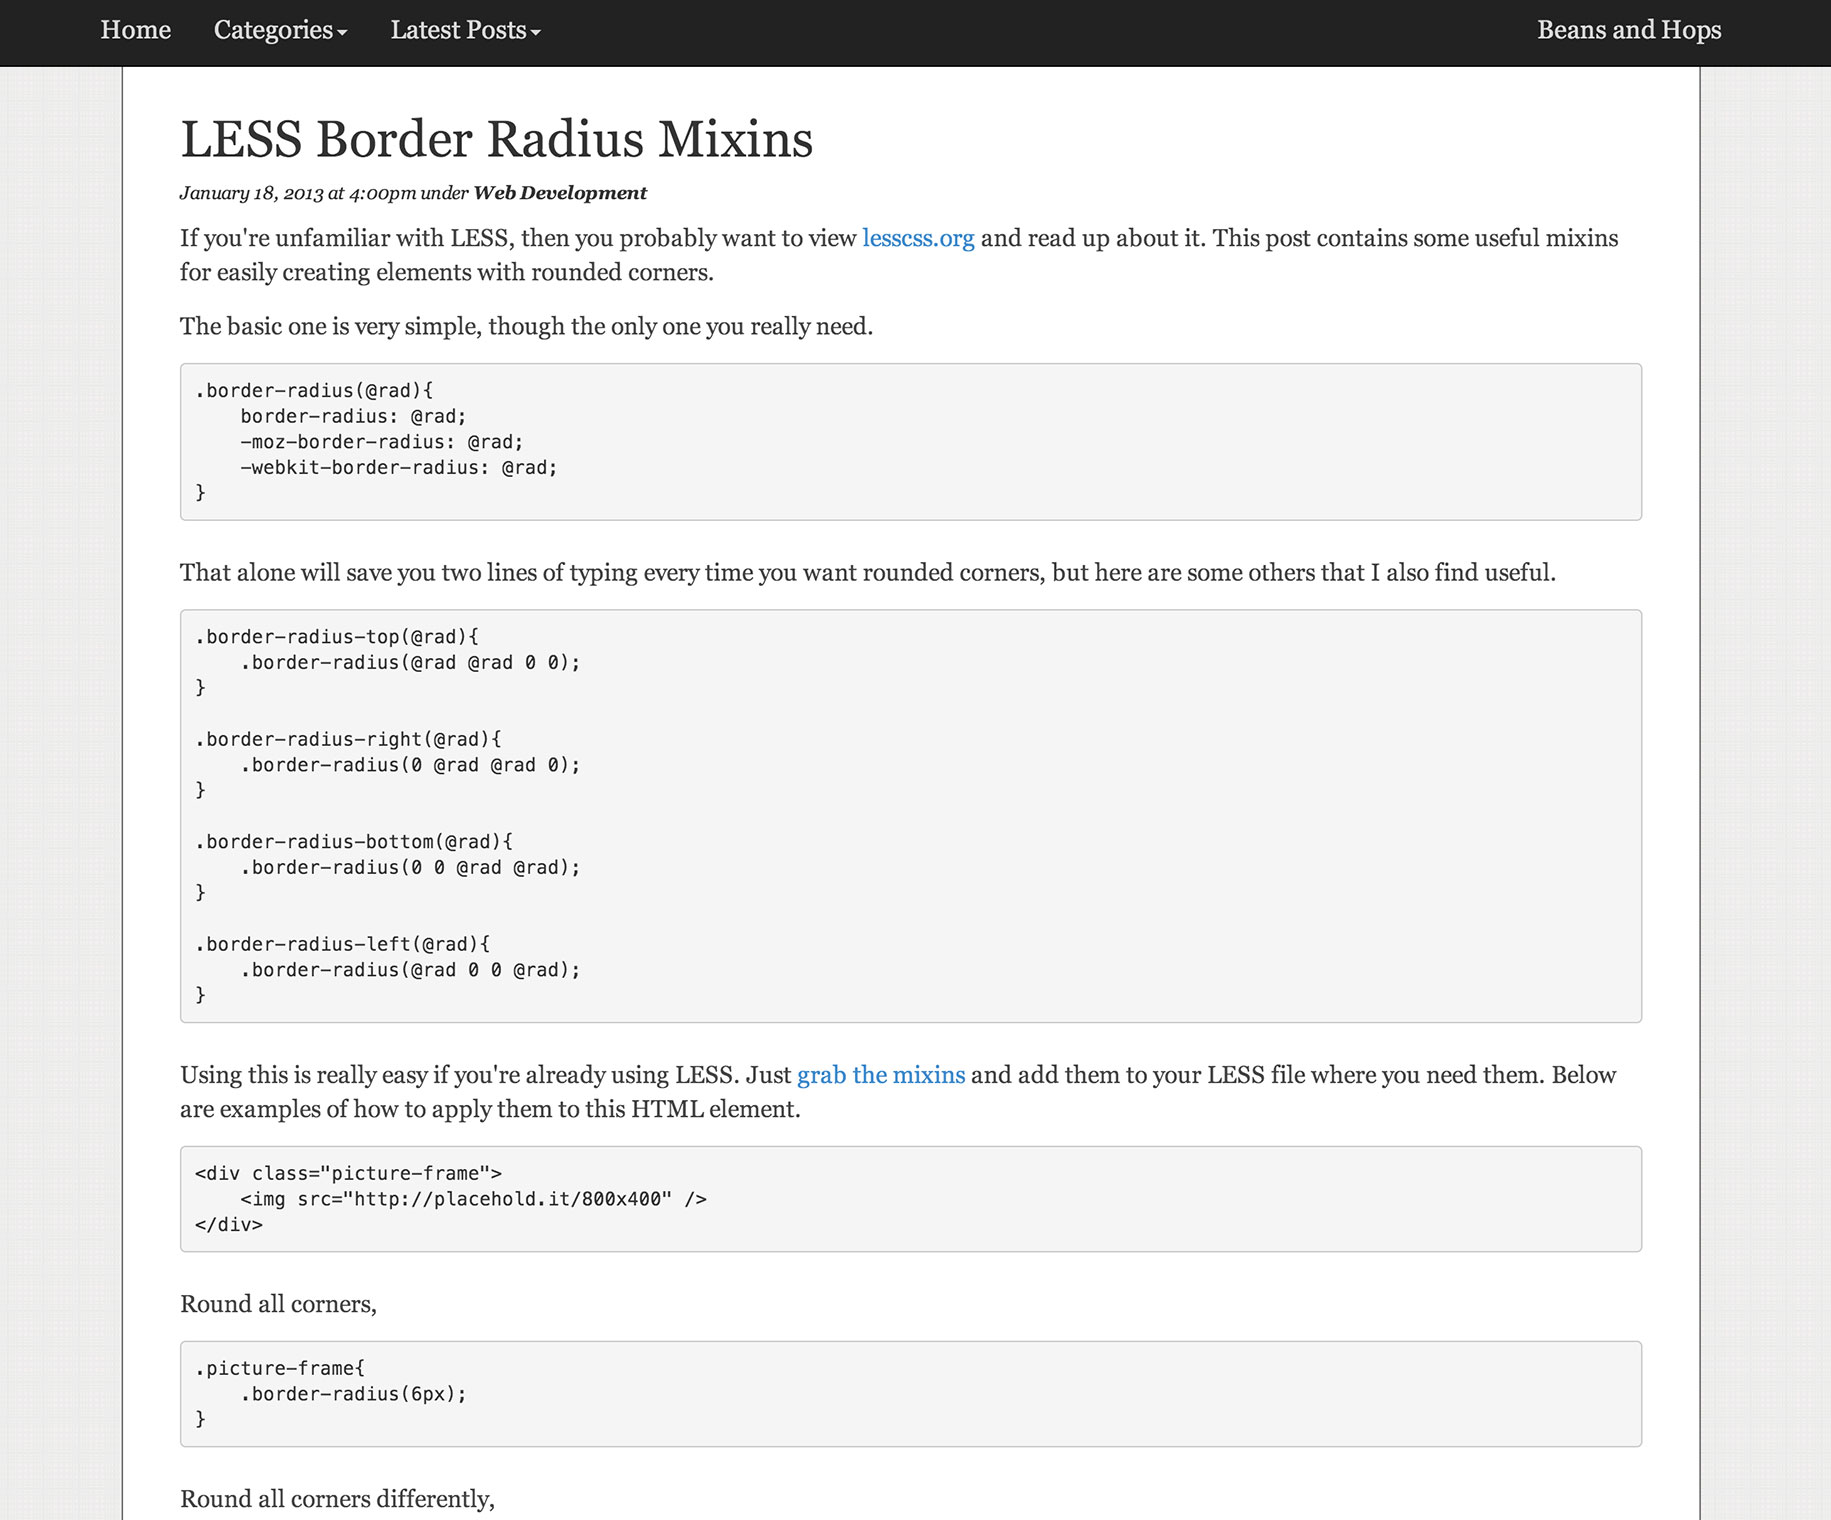 Home Categories Latest Posts Beans and Hops
LESS Border Radius Mixins
January 18, 2013 at 4:00pm under Web Development
If you're unfamiliar with LESS, then you probably want to view lesscss.org and read up about it. This post contains some useful mixins
for easily creating elements with rounded corners.
The basic one is very simple, though the only one you really need.
.border-radius(@rad){
    border-radius: @rad;
    -moz-border-radius: @rad;
    -webkit-border-radius: @rad;
}
That alone will save you two lines of typing every time you want rounded corners, but here are some others that I also find useful.
.border-radius-top(@rad){
    .border-radius(@rad @rad 0 0);
}
.border-radius-right(@rad){
    .border-radius(0 @rad @rad 0);
}
.border-radius-bottom(@rad){
    .border-radius(0 0 @rad @rad);
}
.border-radius-left(@rad){
    .border-radius(@rad 0 0 @rad);
}
Using this is really easy if you're already using LESS. Just grab the mixins and add them to your LESS file where you need them. Below
are examples of how to apply them to this HTML element.
<div class="picture-frame">
    <img src="http://placehold.it/800x400" />
</div>
Round all corners,
.picture-frame{
    .border-radius(6px);
}
Round all corners differently,